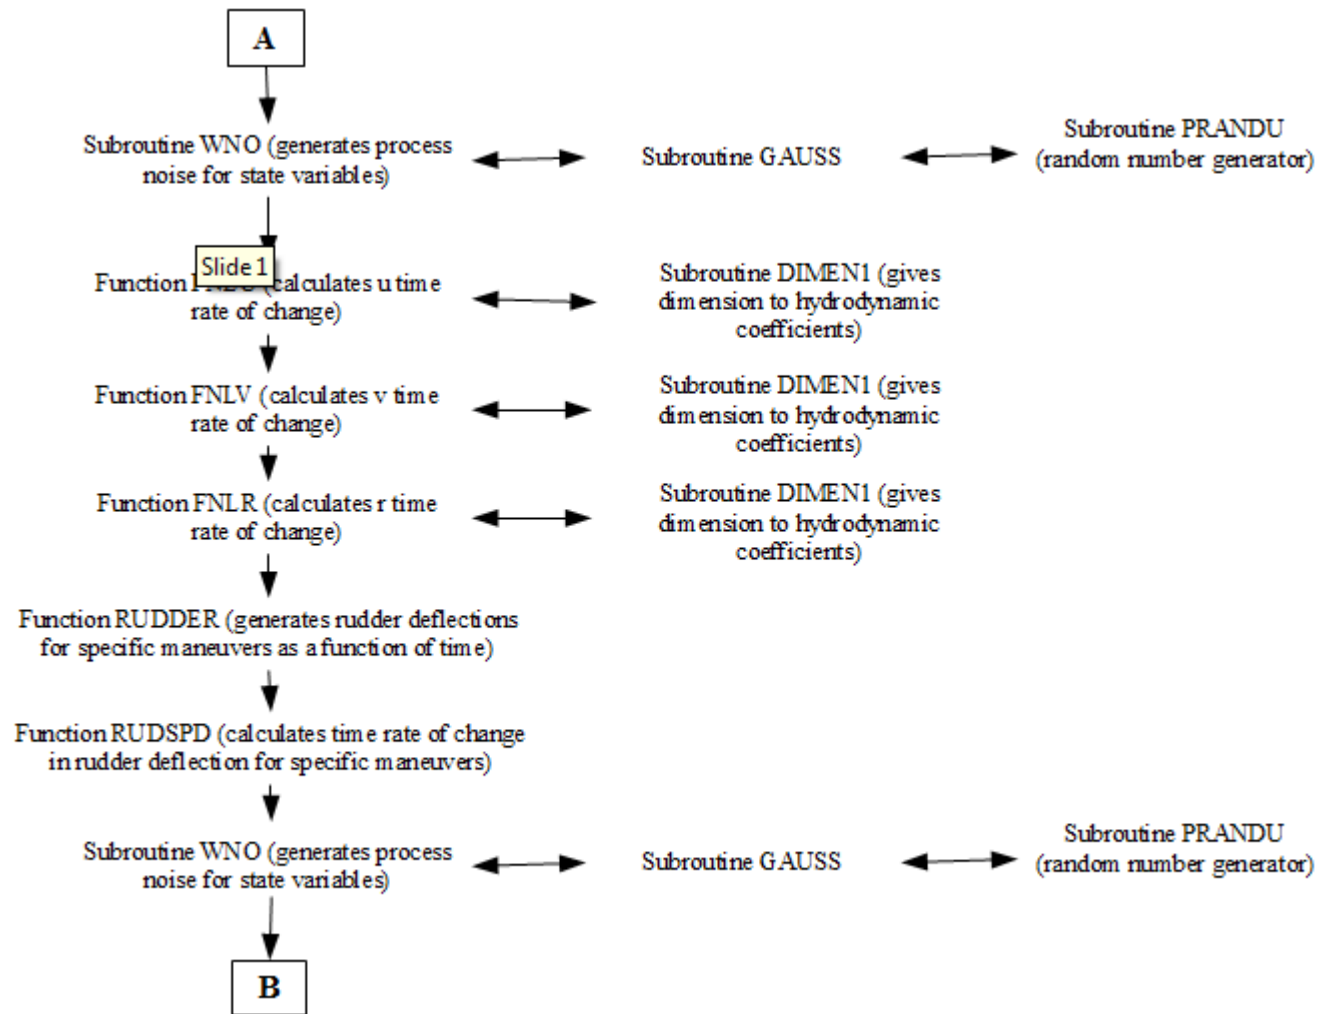 A
Subroutine WNO (generates process
noise for state variables)
Subroutine GAUSS
Subroutine PRANDU
(random number generator)
Slide 1
Function (calculates u time
rate of change)
Subroutine DIMEN1 (gives
dimension to hydrodynamic
coefficients)
Function FNLV (calculates v time
rate of change)
Subroutine DIMEN1 (gives
dimension to hydrodynamic
coefficients)
Function FNLR (calculates r time
rate of change)
Subroutine DIMEN1 (gives
dimension to hydrodynamic
coefficients)
Function RUDDER (generates rudder deflections
for specific maneuvers as a function of time)
Function RUDSPD (calculates time rate of change
in rudder deflection for specific maneuvers)
Subroutine WNO (generates process
noise for state variables)
Subroutine GAUSS
Subroutine PRANDU
(random number generator)
B